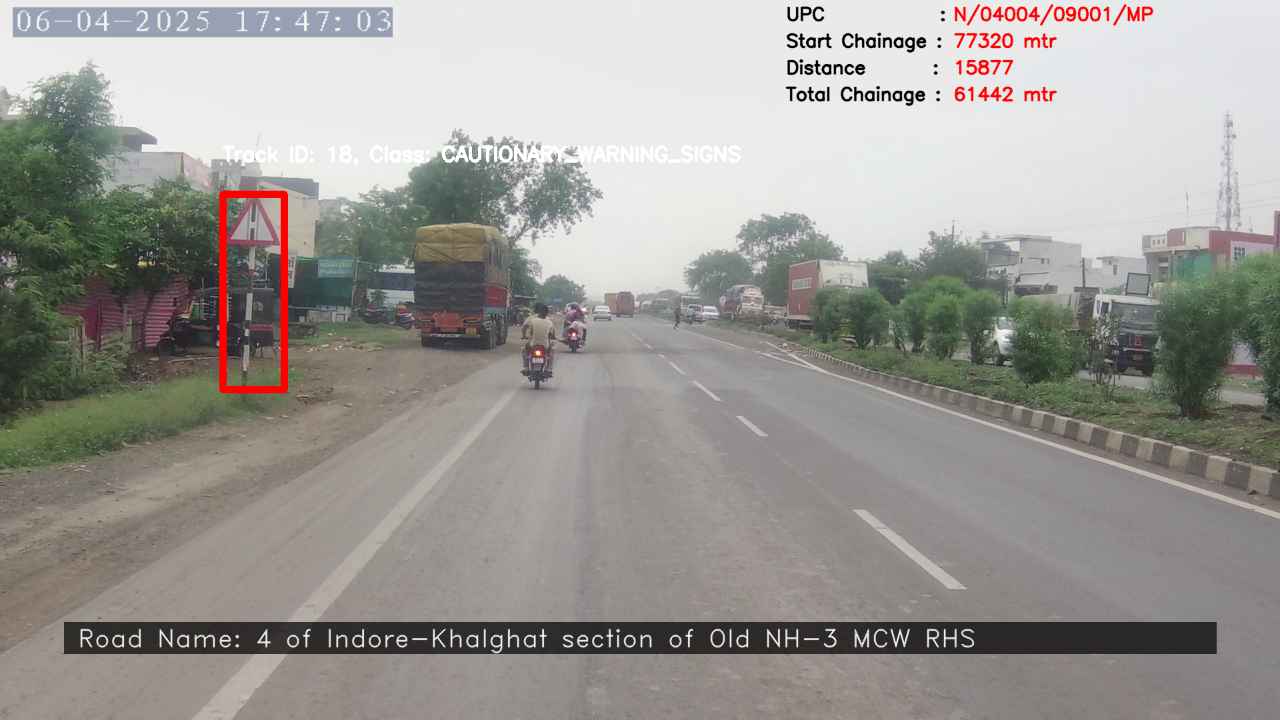 06-04-2025 17:47:03
UPC : N/04004/09001/MP
Start Chainage : 77320 mtr
Distance : 15877
Total Chainage : 61442 mtr
Track ID: 18, Class: CAUTIONARY_WARNING_SIGNS
Road Name: 4 of Indore-Khalghat section of Old NH-3 MCW RHS